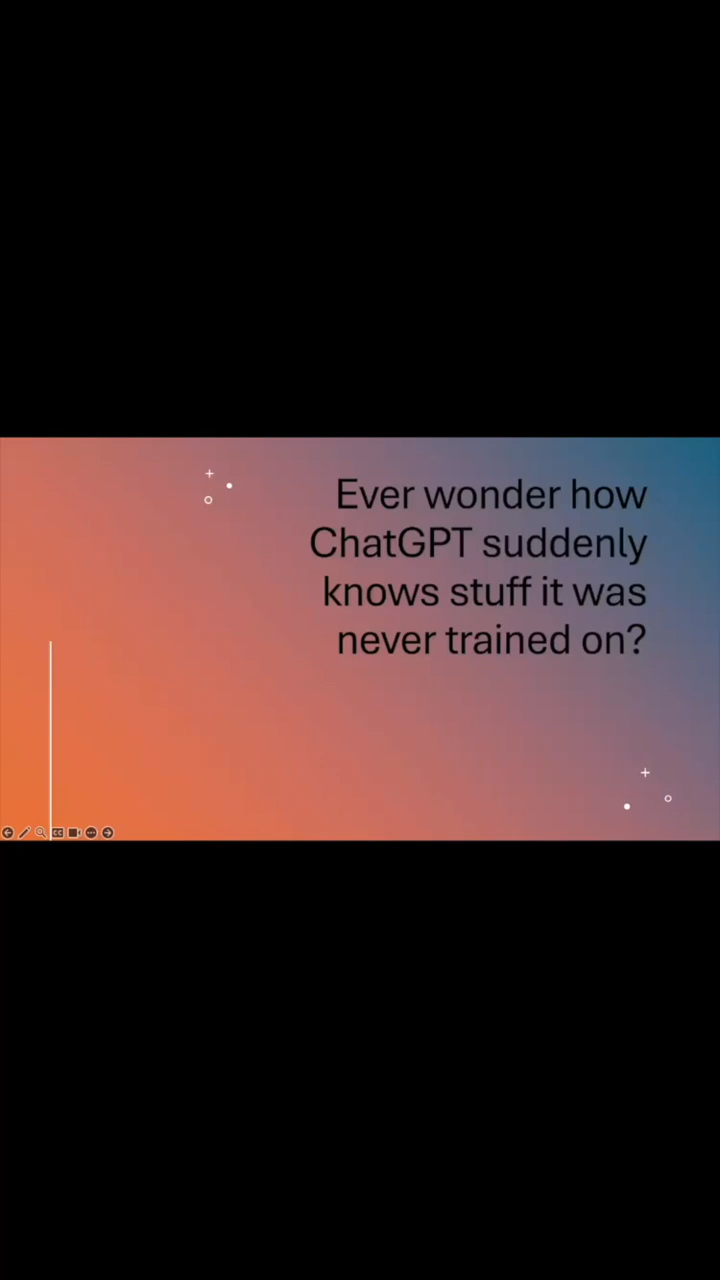 Ever wonder how
ChatGPT suddenly
knows stuff it was
never trained on?